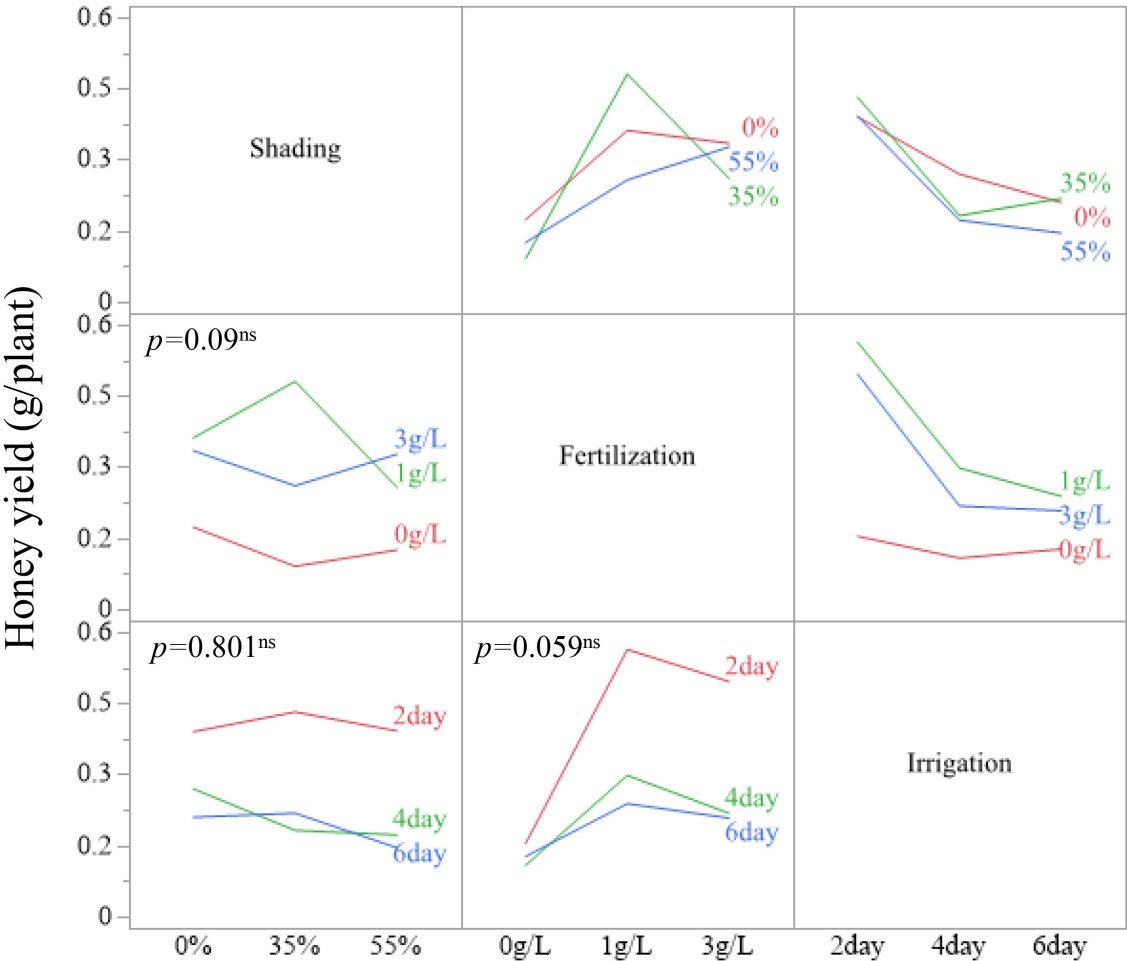 Honey yield (g/plant)
0.6
0.5
0.3
0.2
0
Shading
0%
55%
35%
35%
0%
55%
0.6
0.5
0.3
0.2
0
p=0.09ns
3g/L
1g/L
0g/L
Fertilization
1g/L
3g/L
0g/L
0.6
0.5
0.3
0.2
0
p=0.801ns
2day
4day
6day
p=0.059ns
2day
4day
6day
Irrigation
0% 35% 55% 0g/L 1g/L 3g/L 2day 4day 6day